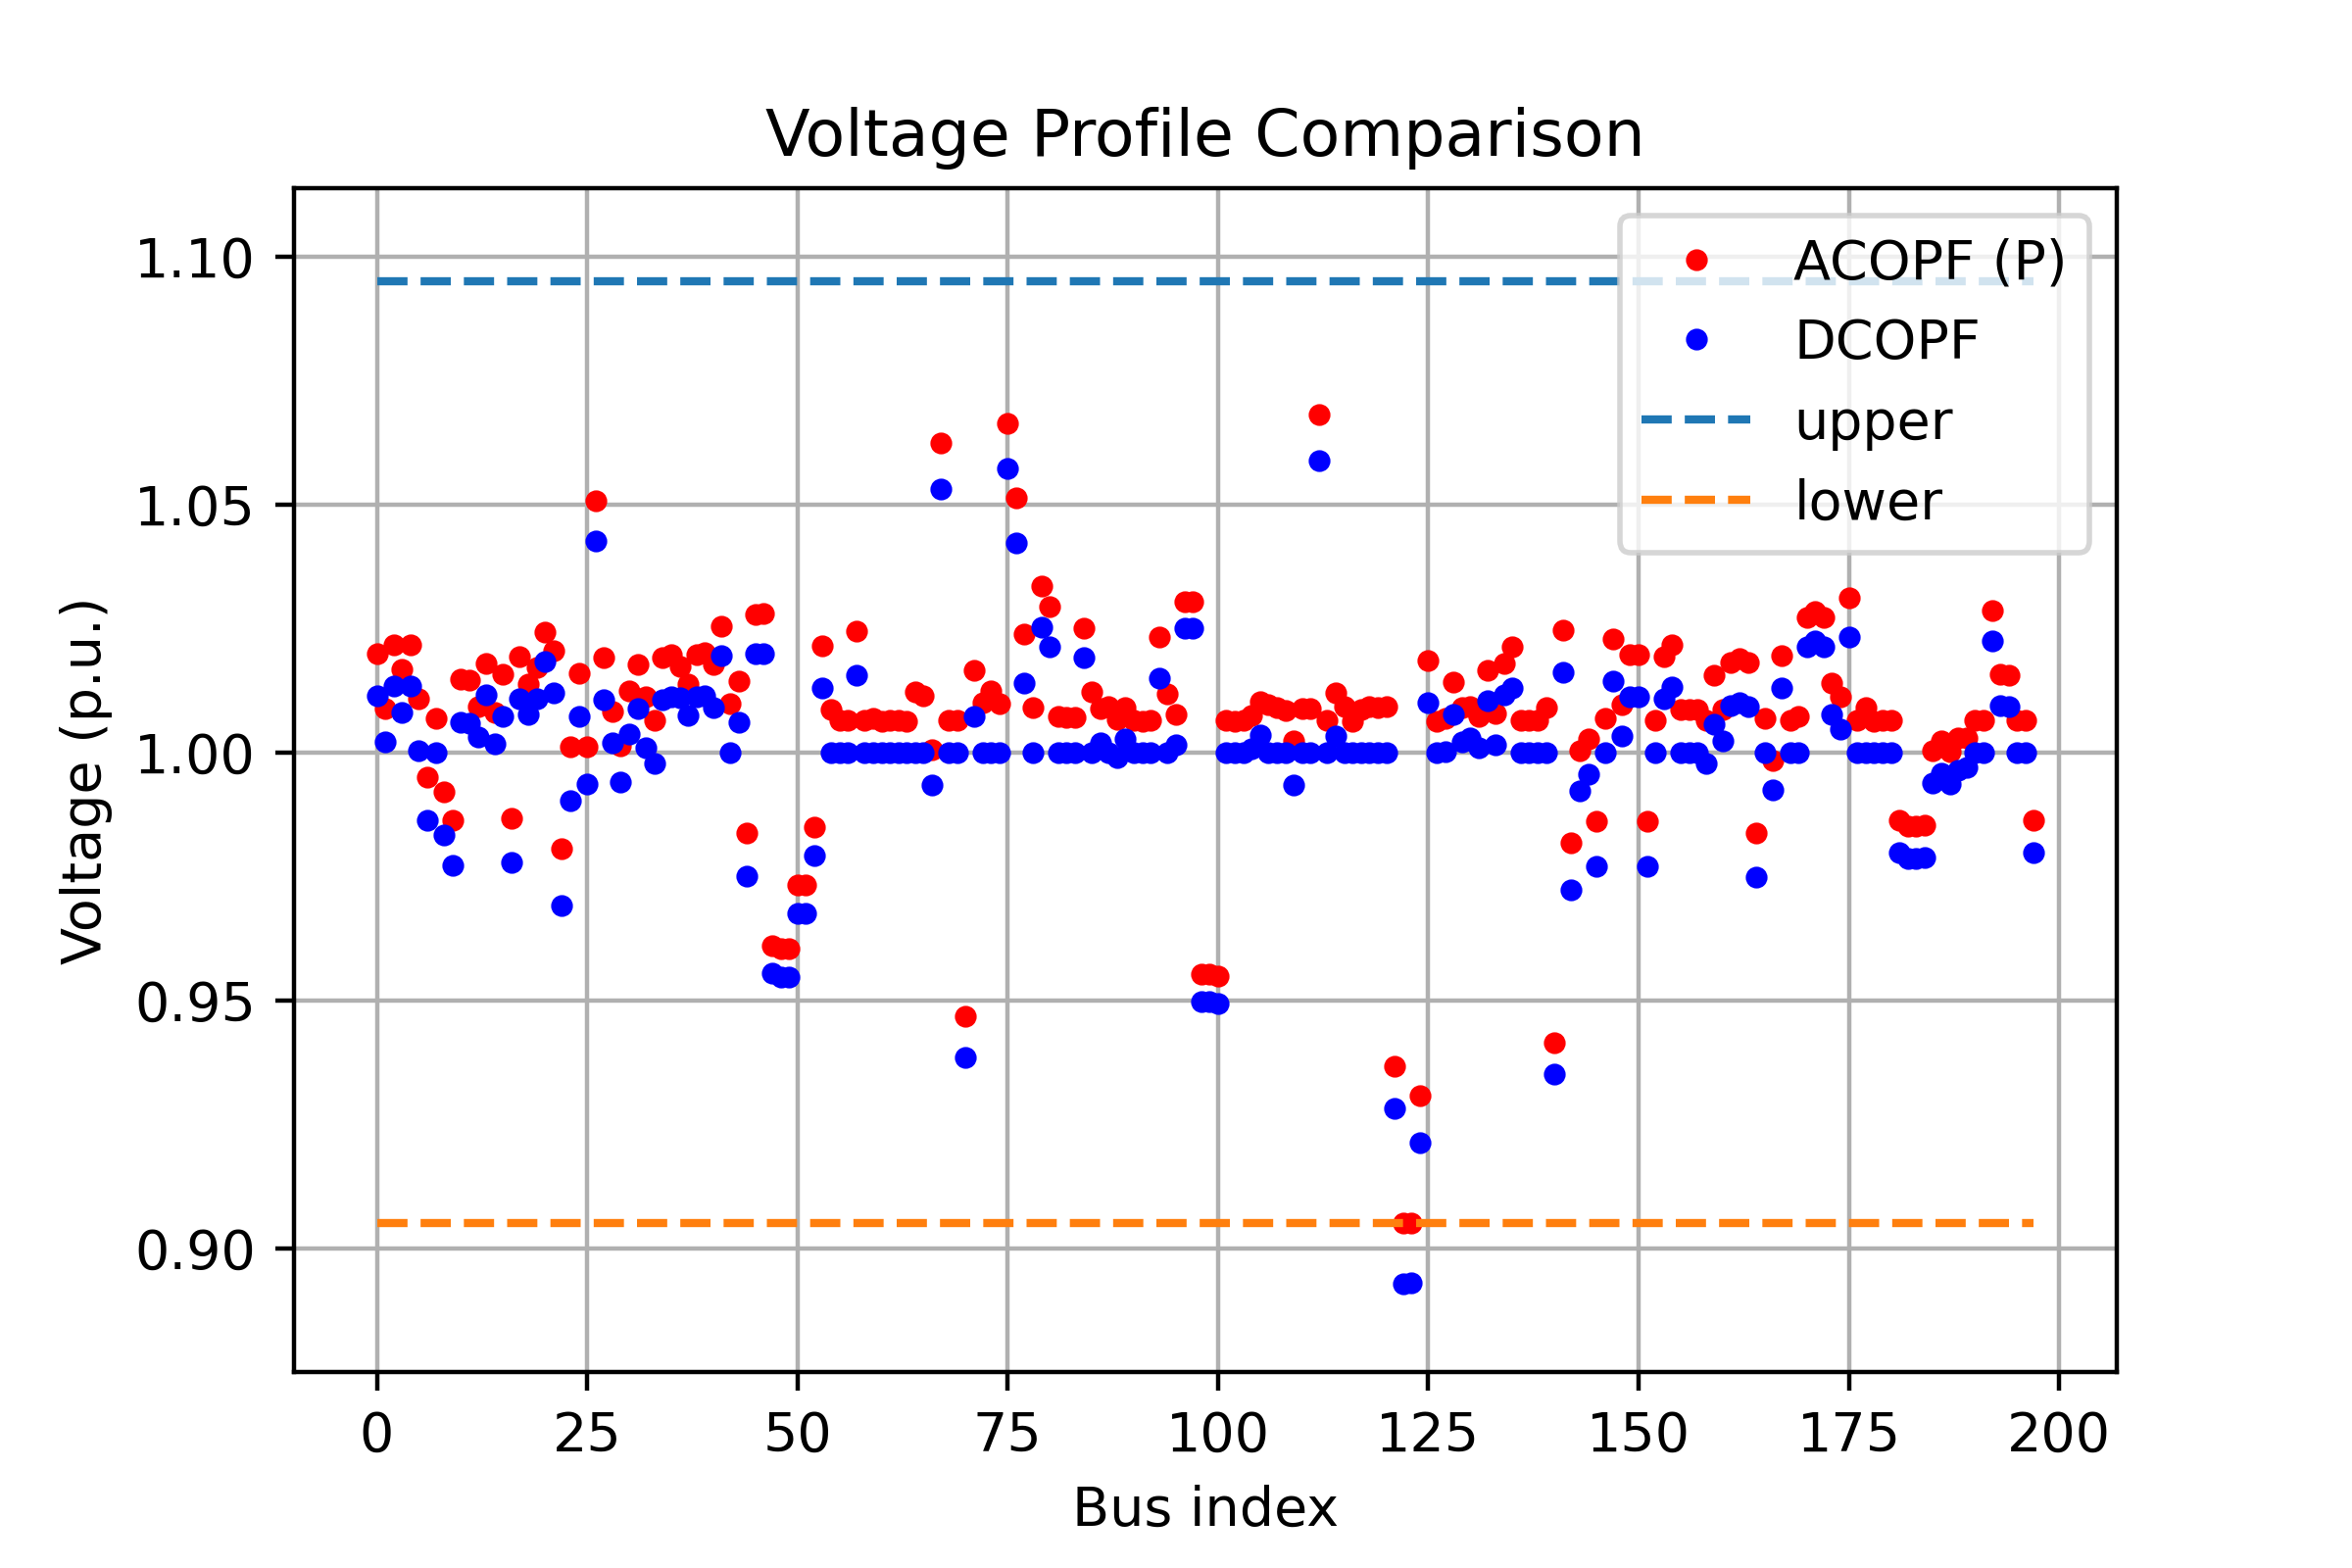 Voltage Profile Comparison
1.10
1.05
1.00
0.95
0.90
Voltage (p.u.)
ACOPF (P)
DCOPF
upper
lower
0 25 50 75 100 125 150 175 200
Bus index